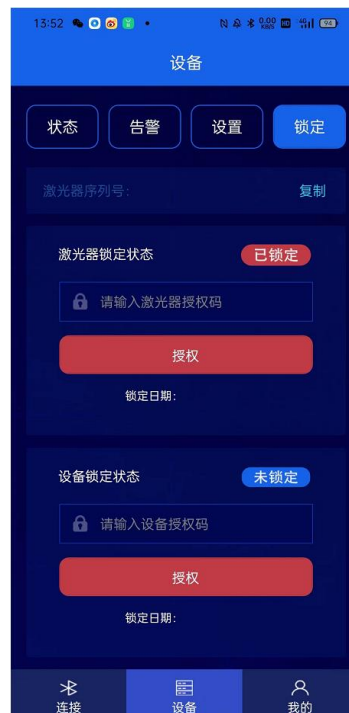 13:52
0.00 KB/S HD 4G 94
设备
状态 告警 设置 锁定
激光器序列号: 复制
激光器锁定状态 已锁定
请输入激光器授权码
授权
锁定日期:
设备锁定状态 未锁定
请输入设备授权码
授权
锁定日期:
连接 设备 我的